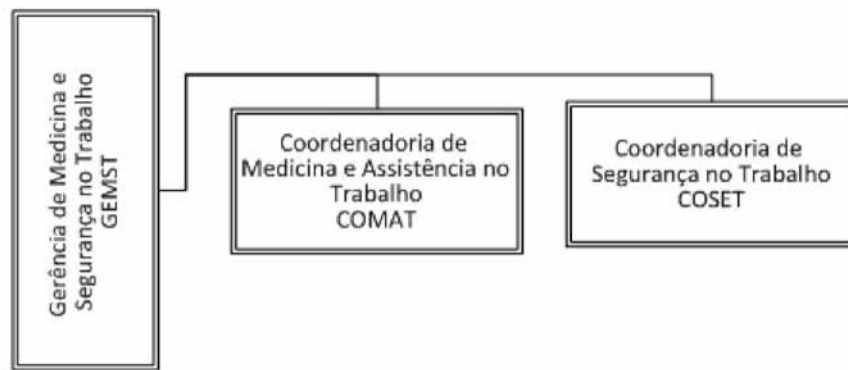 Gerência de Medicina e
Segurança no Trabalho
GEMST
Coordenadoria de
Medicina e Assistência no
Trabalho
COMAT
Coordenadoria de
Segurança no Trabalho
COSET